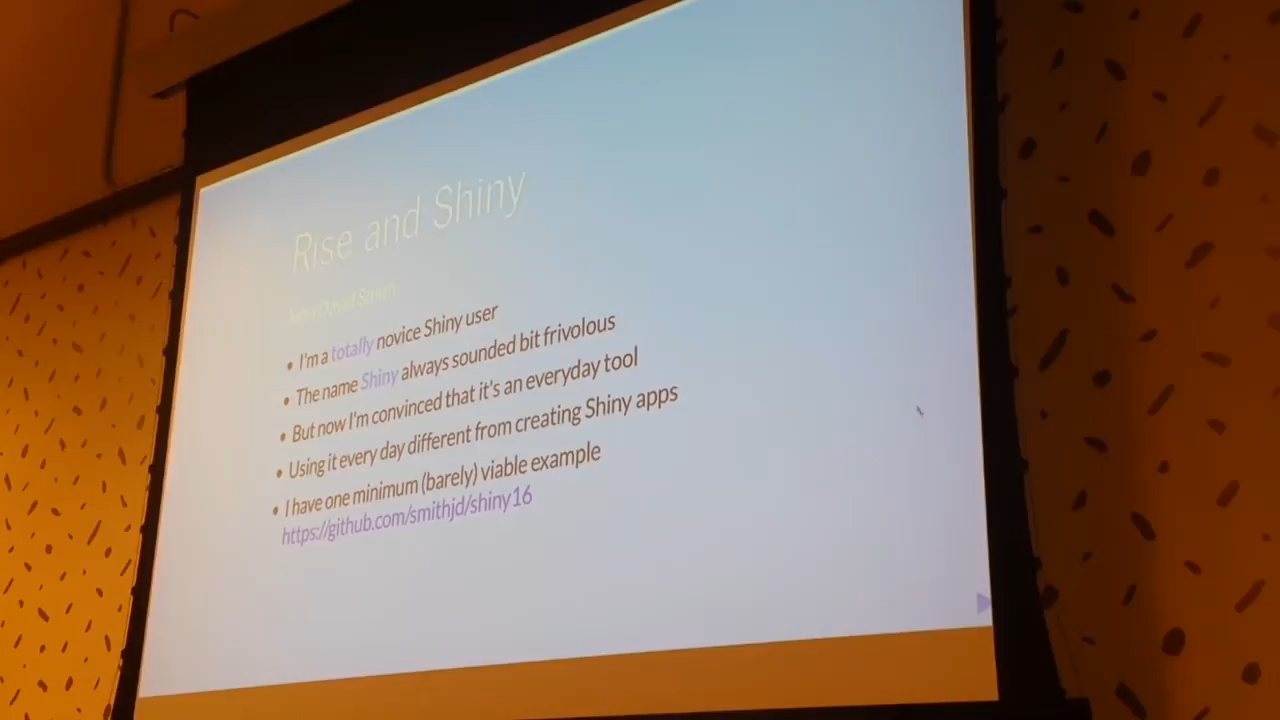 Rise and Shiny
David Smith
• I'm a totally novice Shiny user
• The name Shiny always sounded bit frivolous
• But now I'm convinced that it's an everyday tool
• Using it every day different from creating Shiny apps
• I have one minimum (barely) viable example
https://github.com/smithjd/shiny16